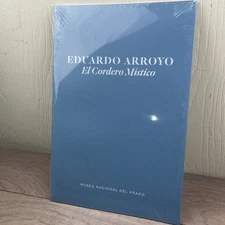 EDUARDO ARROYO
El Cordero Místico
MUSEO NACIONAL DEL PRADO